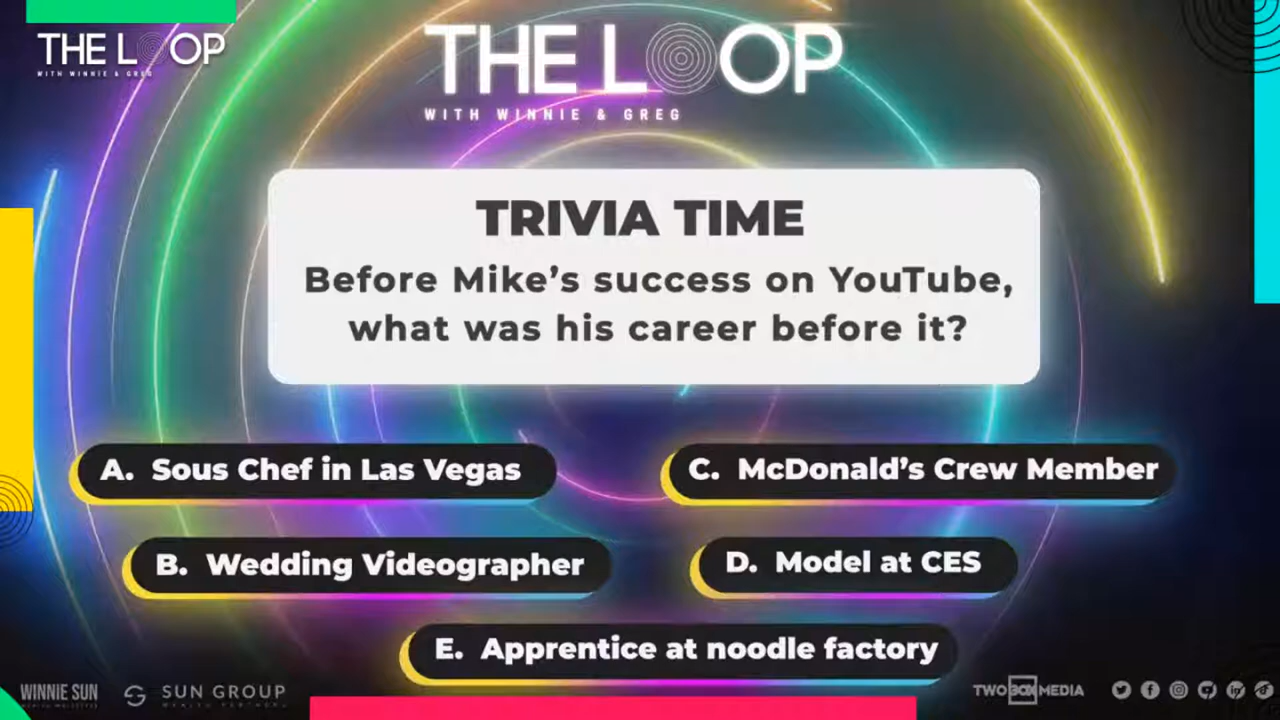 THE LOOP
WITH WINNIE & GREG
THE LOOP
WITH WINNIE & GREG
TRIVIA TIME
Before Mike’s success on YouTube,
what was his career before it?
A. Sous Chef in Las Vegas
C. McDonald’s Crew Member
B. Wedding Videographer
D. Model at CES
E. Apprentice at noodle factory
WINNIE SUN
SUN GROUP
WEALTH PARTNERS
TWO BOX MEDIA